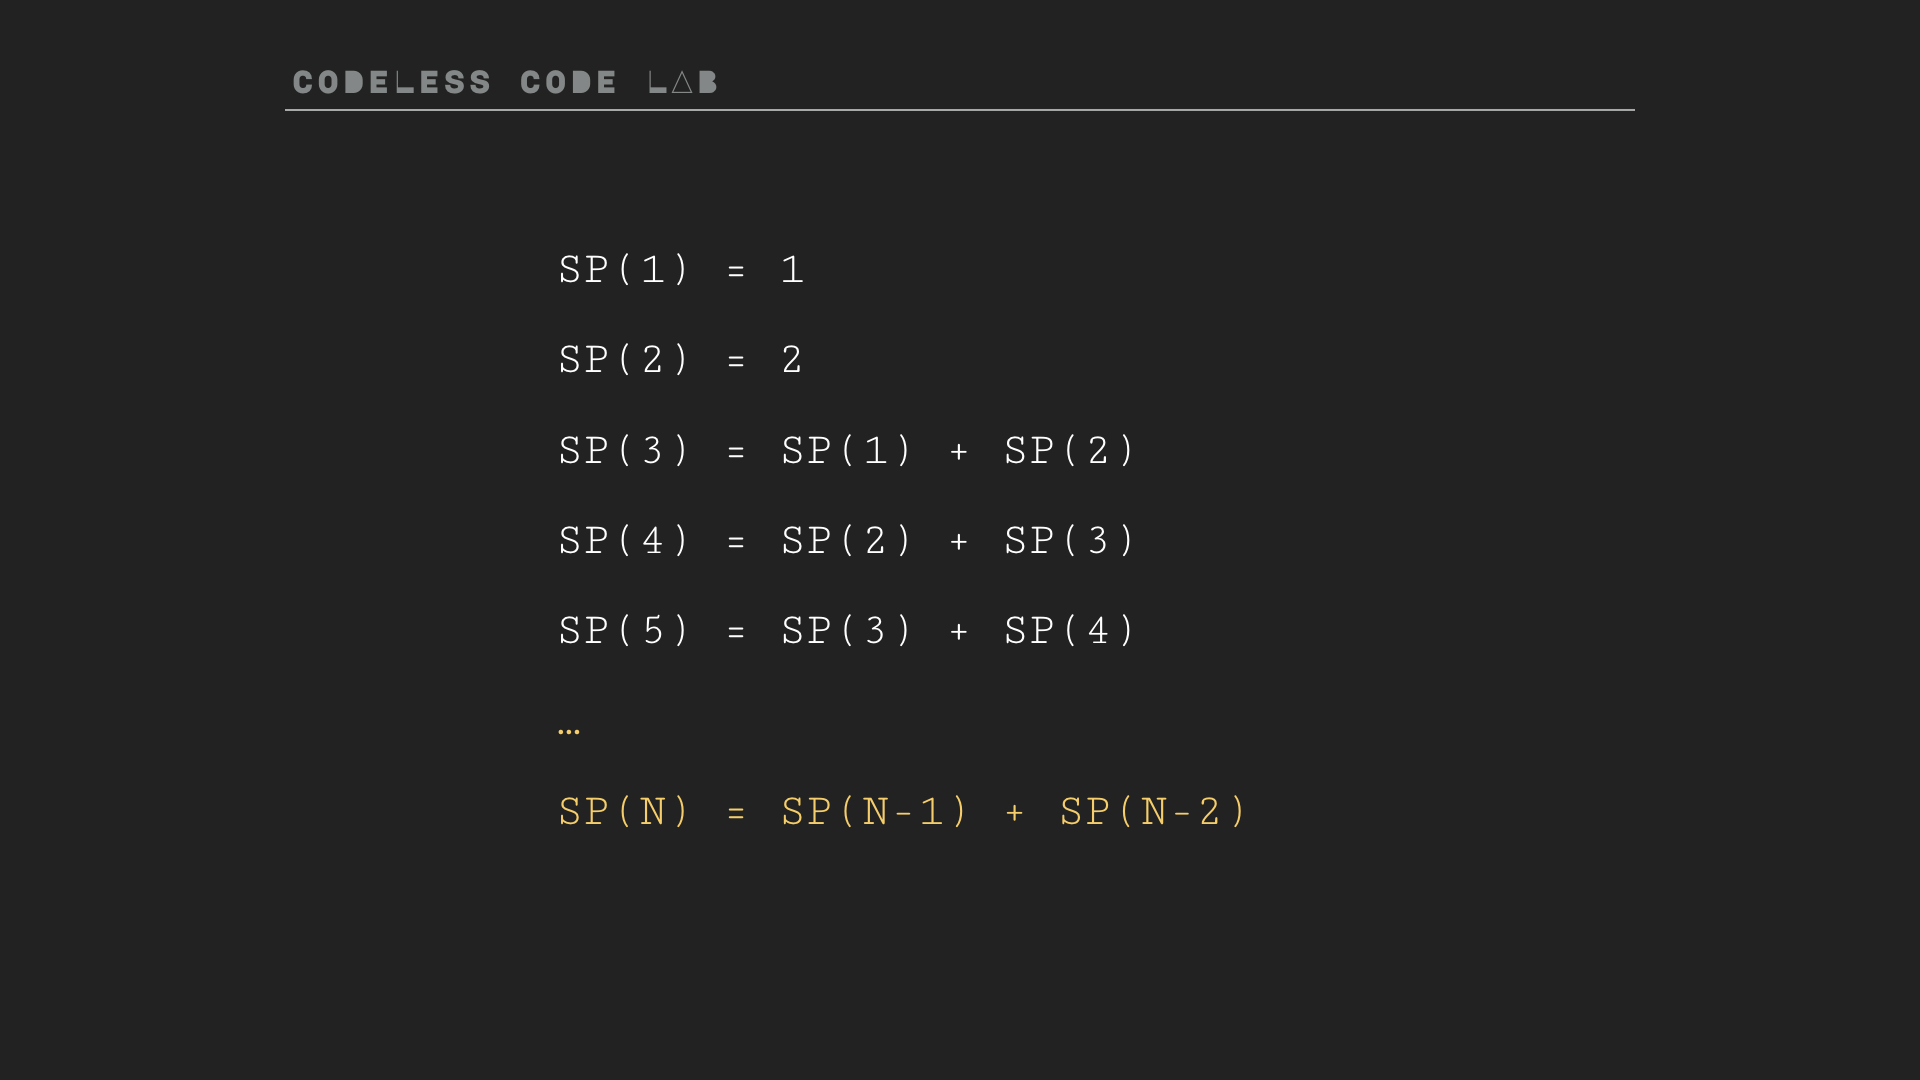 CODELESS CODE LAB
SP(1) = 1
SP(2) = 2
SP(3) = SP(1) + SP(2)
SP(4) = SP(2) + SP(3)
SP(5) = SP(3) + SP(4)
…
SP(N) = SP(N-1) + SP(N-2)